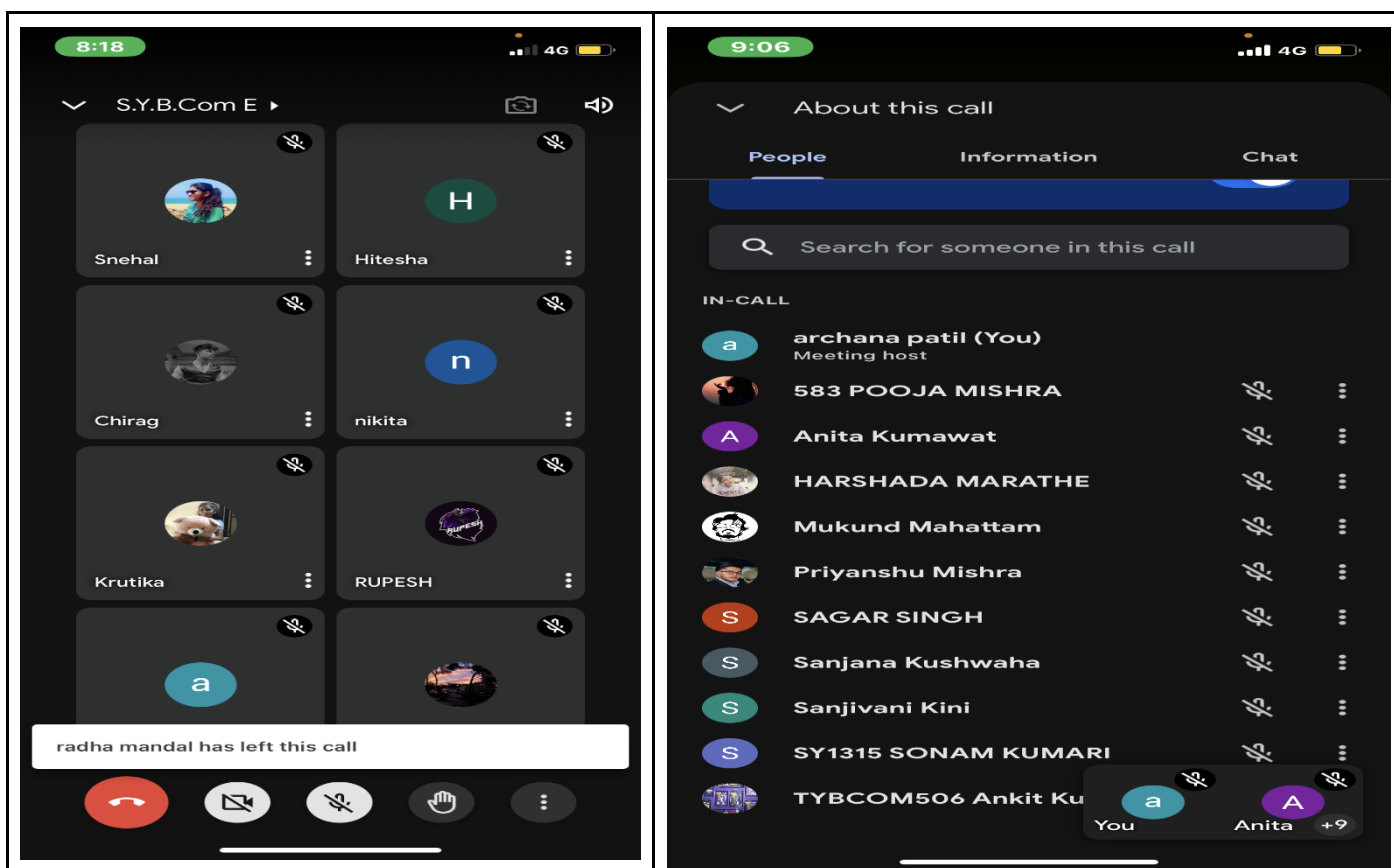 8:18
4G
S.Y.B.Com E
Snehal
H
Hitesha
Chirag
n
nikita
Krutika
RUPESH
RUPESH
a
radha mandal has left this call
9:06
4G
About this call
People Information Chat
Search for someone in this call
IN-CALL
a
archana patil (You)
Meeting host
583 POOJA MISHRA
A Anita Kumawat
HARSHADA MARATHE
Mukund Mahattam
Priyanshu Mishra
S SAGAR SINGH
S Sanjana Kushwaha
S Sanjivani Kini
S SY1315 SONAM KUMARI
TYBCOM506 Ankit Ku
a A
You Anita +9